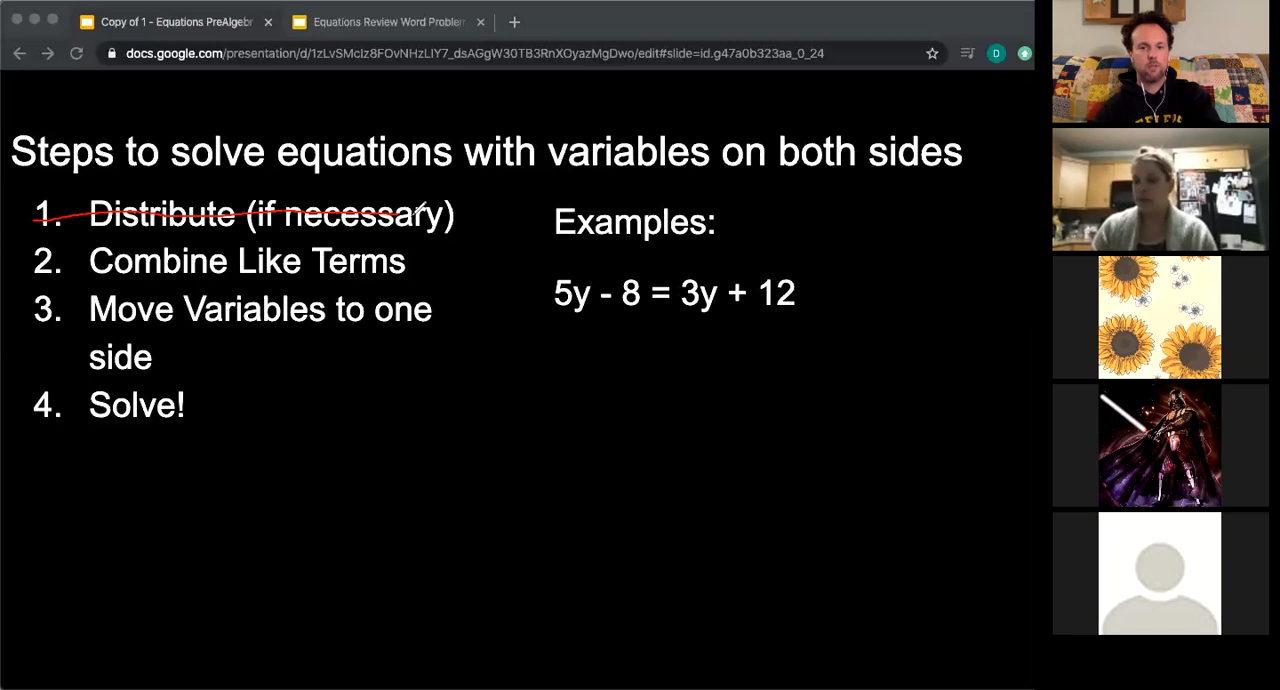 Copy of 1 - Equations PreAlgebr
Equations Review Word Problem
docs.google.com/presentation/d/1zLvSMclz8FOvNHzLlY7_dsAGgW30TB3RnXOyazMgDwo/edit#slide=id.g47a0b323aa_0_24
D
Steps to solve equations with variables on both sides
1. Distribute (if necessary)
2. Combine Like Terms
3. Move Variables to one
side
4. Solve!
Examples:
5y - 8 = 3y + 12